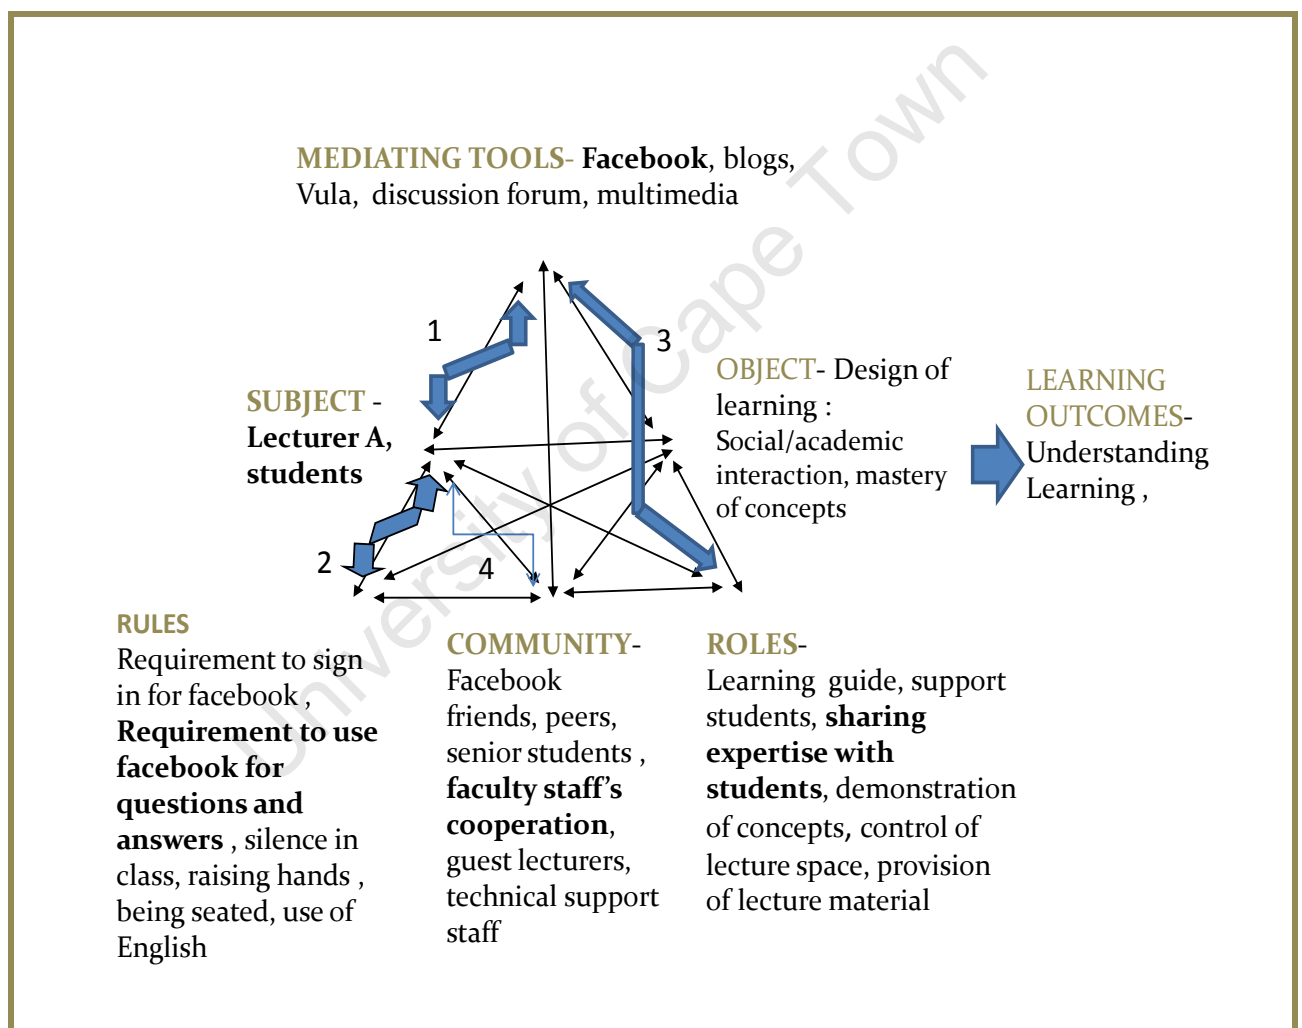 MEDIATING TOOLS- Facebook, blogs,
Vula,  discussion forum, multimedia
1
3
SUBJECT -
Lecturer A,
students
OBJECT- Design of
learning :
Social/academic
interaction, mastery
of concepts
LEARNING
OUTCOMES-
Understanding
Learning ,
2
4
RULES
Requirement to sign
in for facebook ,
Requirement to use
facebook for
questions and
answers , silence in
class, raising hands ,
being seated, use of
English
COMMUNITY-
Facebook
friends, peers,
senior students ,
faculty staff’s
cooperation,
guest lecturers,
technical support
staff
ROLES-
Learning  guide, support
students, sharing
expertise with
students, demonstration
of concepts, control of
lecture space, provision
of lecture material
University of Cape Town